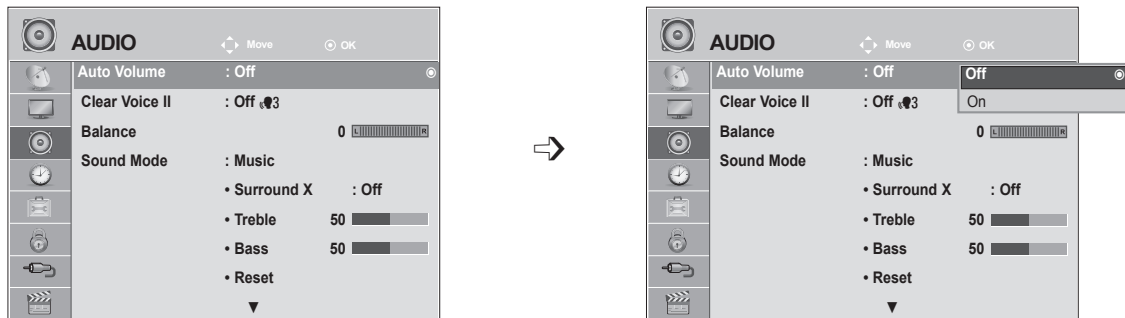 AUDIO Move OK
Auto Volume : Off
Clear Voice II : Off 3
Balance 0 L R
Sound Mode : Music
• Surround X : Off
• Treble 50
• Bass 50
• Reset
▼
AUDIO Move OK
Auto Volume : Off
Off
On
Clear Voice II : Off 3
Balance 0 L R
Sound Mode : Music
• Surround X : Off
• Treble 50
• Bass 50
• Reset
▼